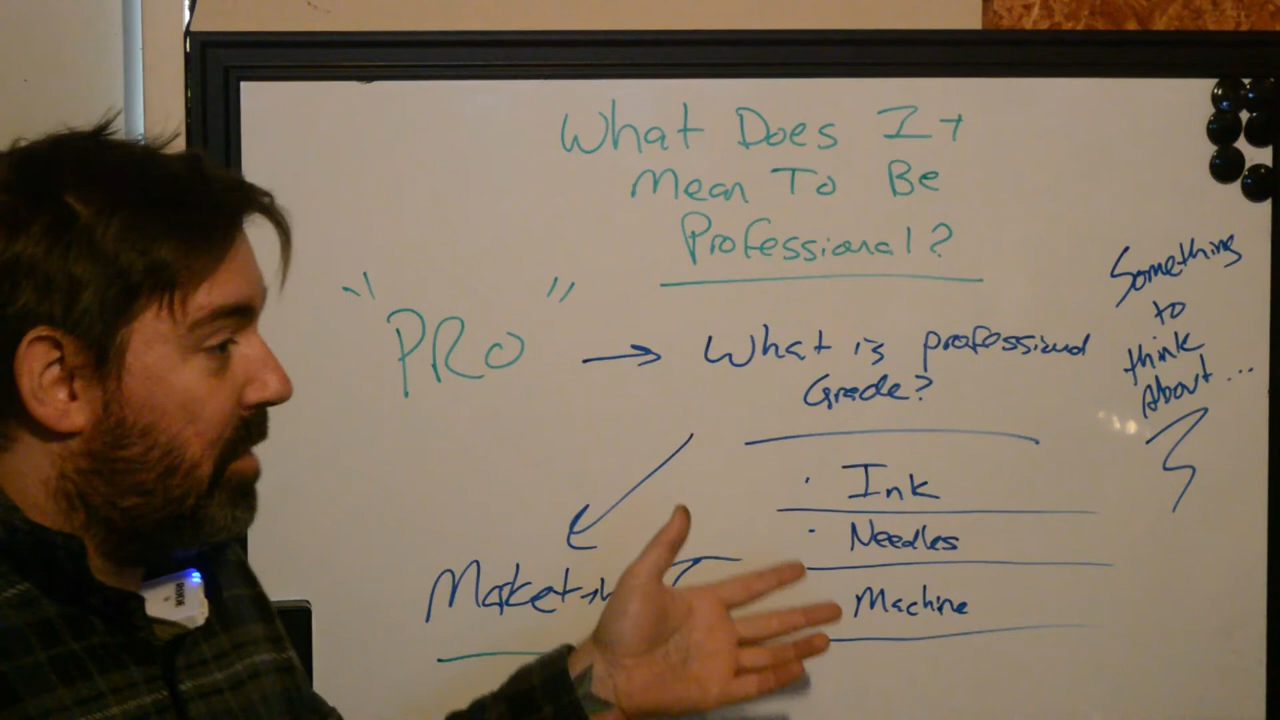 What Does It
Mean To Be
Professional?
"PRO" → What is professional
Grade?
· Ink
· Needles
Machine
Something
to
think
About...